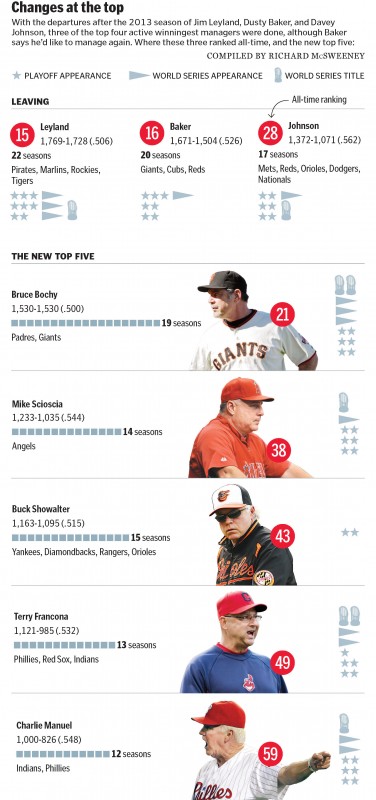 Changes at the top
With the departures after the 2013 season of Jim Leyland, Dusty Baker, and Davey
Johnson, three of the top four active winningest managers were done, although Baker
says he'd like to manage again. Where these three ranked all-time, and the new top five:
COMPILED BY RICHARD McSWEENEY
PLAYOFF APPEARANCE WORLD SERIES APPEARANCE WORLD SERIES TITLE
LEAVING
All-time ranking
15
Leyland
1,769-1,728 (.506)
22 seasons
Pirates, Marlins, Rockies,
Tigers
16
Baker
1,671-1,504 (.526)
20 seasons
Giants, Cubs, Reds
28
Johnson
1,372-1,071 (.562)
17 seasons
Mets, Reds, Orioles, Dodgers,
Nationals
THE NEW TOP FIVE
Bruce Bochy
1,530-1,530 (.500)
19 seasons
Padres, Giants
GIANTS
21
Mike Scioscia
1,233-1,035 (.544)
14 seasons
Angels
38
Buck Showalter
1,163-1,095 (.515)
15 seasons
Yankees, Diamondbacks, Rangers, Orioles
43
Terry Francona
1,121-985 (.532)
13 seasons
Phillies, Red Sox, Indians
49
Charlie Manuel
1,000-826 (.548)
12 seasons
Indians, Phillies
Phillies
59